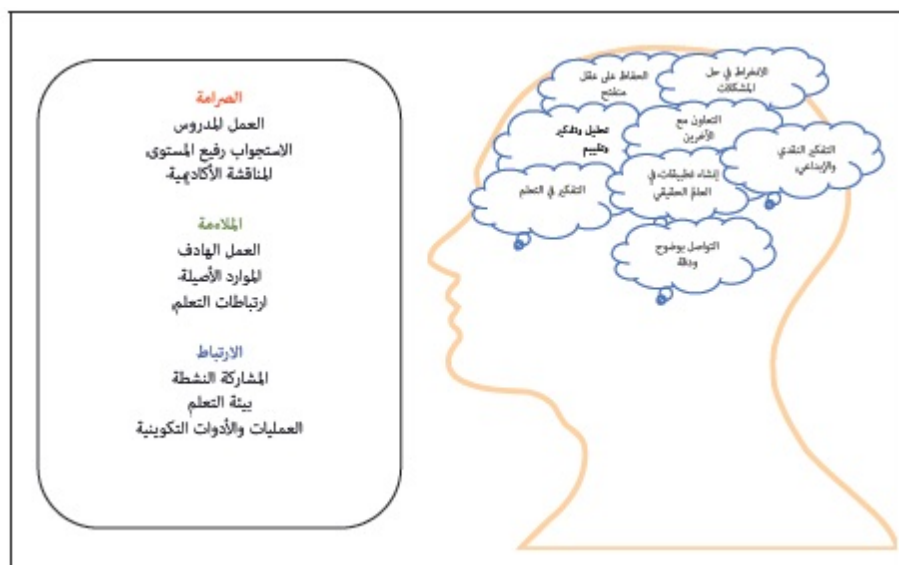 الصرامة
العمل المدروس
الاستجواب رفيع المستوى
المناقشة الأكاديمية
الملاءمة
العمل الهادف
الموارد الأصيلة
ارتباطات التعلم
الارتباط
المشاركة النشطة
بيئة التعلم
العمليات والأدوات التكوينية
الانخراط في حل
المشكلات
الحفاظ على عقل
منفتح
التعاون مع
الآخرين
تحليل وتفكير
وتقييم
التفكير النقدي
والإبداعي
إنشاء تطبيقات في
العالم الحقيقي
التفكير في التعلم
التواصل بوضوح
ودقة